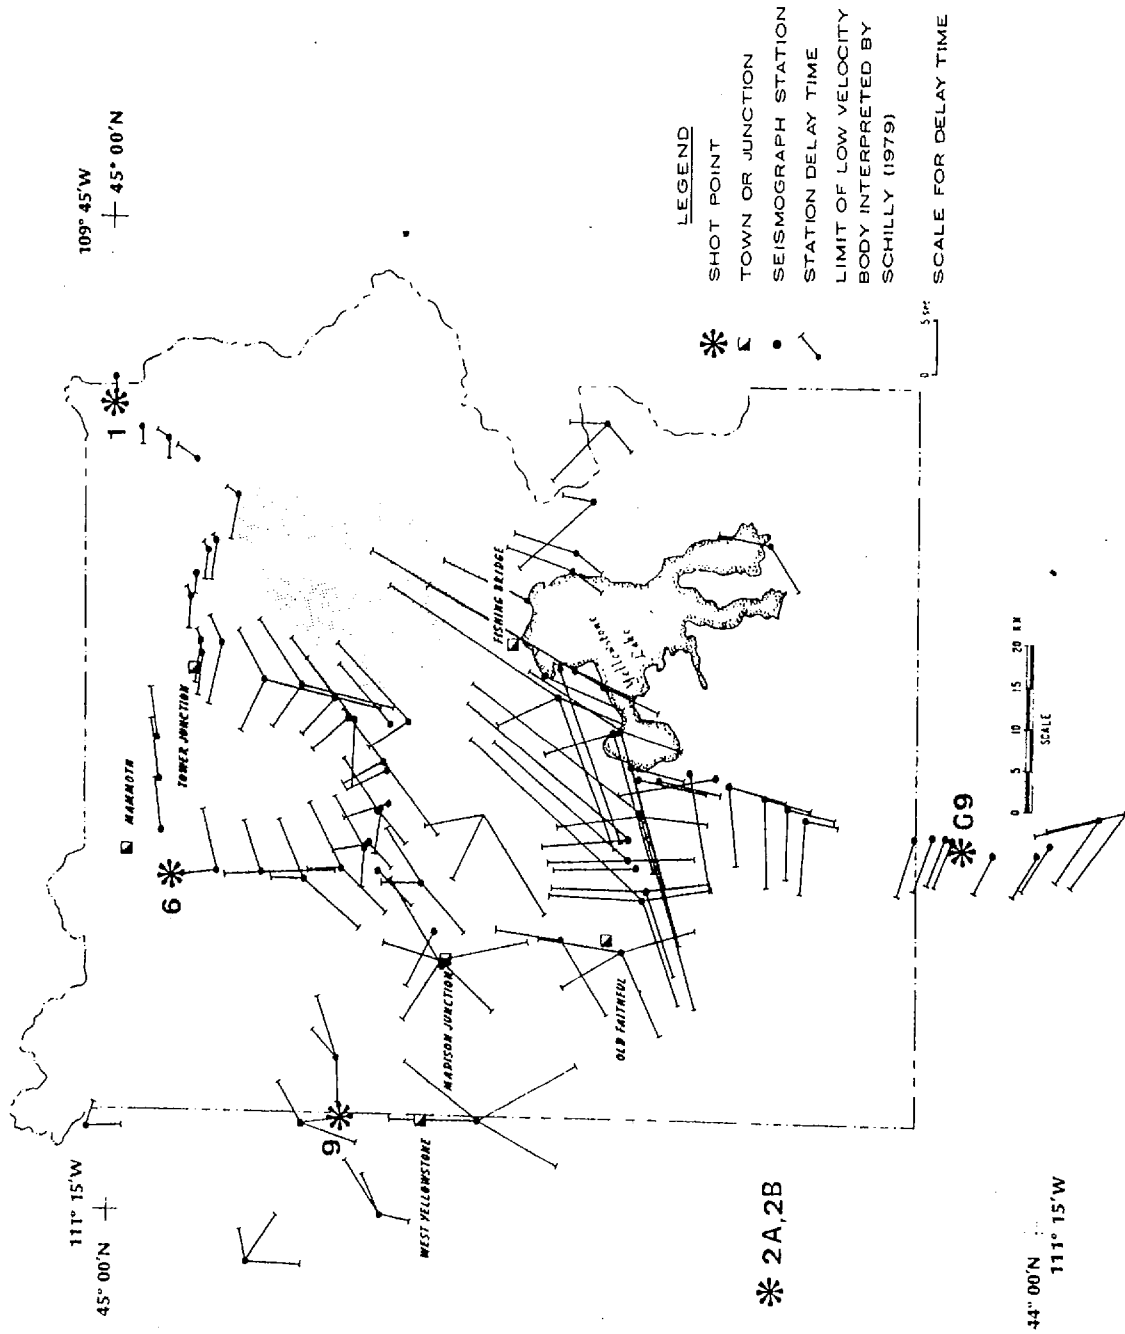 109° 45'W
45° 00'N
LEGEND
SHOT POINT
TOWN OR JUNCTION
SEISMOGRAPH STATION
STATION DELAY TIME
LIMIT OF LOW VELOCITY
BODY INTERPRETED BY
SCHILLY (1979)
SCALE FOR DELAY TIME
0
1
TOWER JUNCTION
MAMMOTH
6
FISHING BRIDGE
Yellowstone
Lake
MADISON JUNCTION
OLD FAITHFUL
9
WEST YELLOWSTONE
G9
0 5 10 15 20 KM
SCALE
111° 15'W
45° 00'N
2A,2B
44° 00'N
111° 15'W